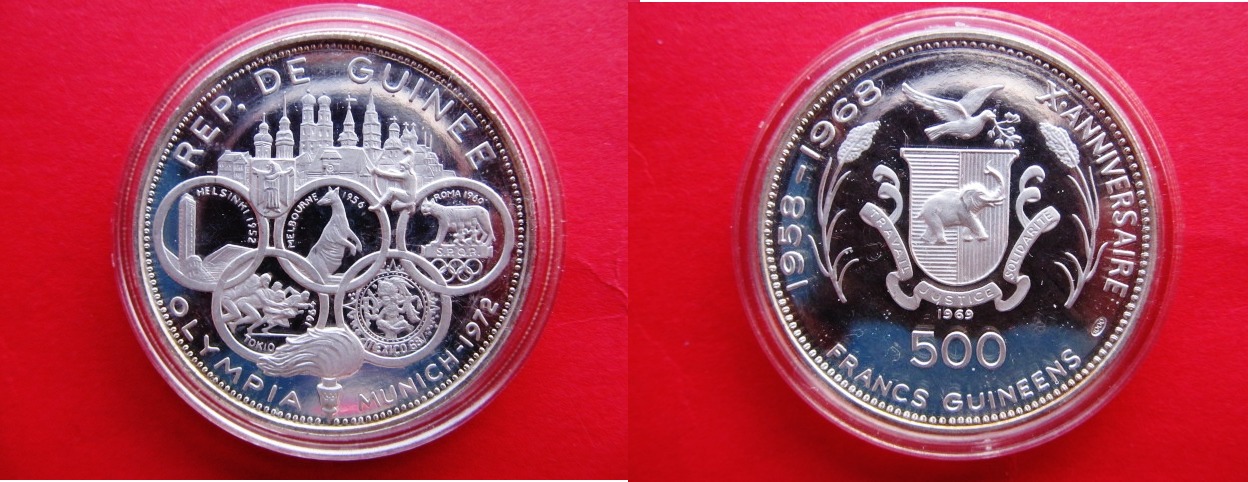 REP. DE GUINEE
HELSINKI 1952
MELBOURNE 1956
ROMA 1960
S.P.Q.R
TOKIO 1964
MEXICO 68
OLYMPIA MUNICH-1972
1958-1968
X.ANNIVERSAIRE
TRAVAIL
JUSTICE
SOLIDARITE
1969
500
FRANCS GUINEENS